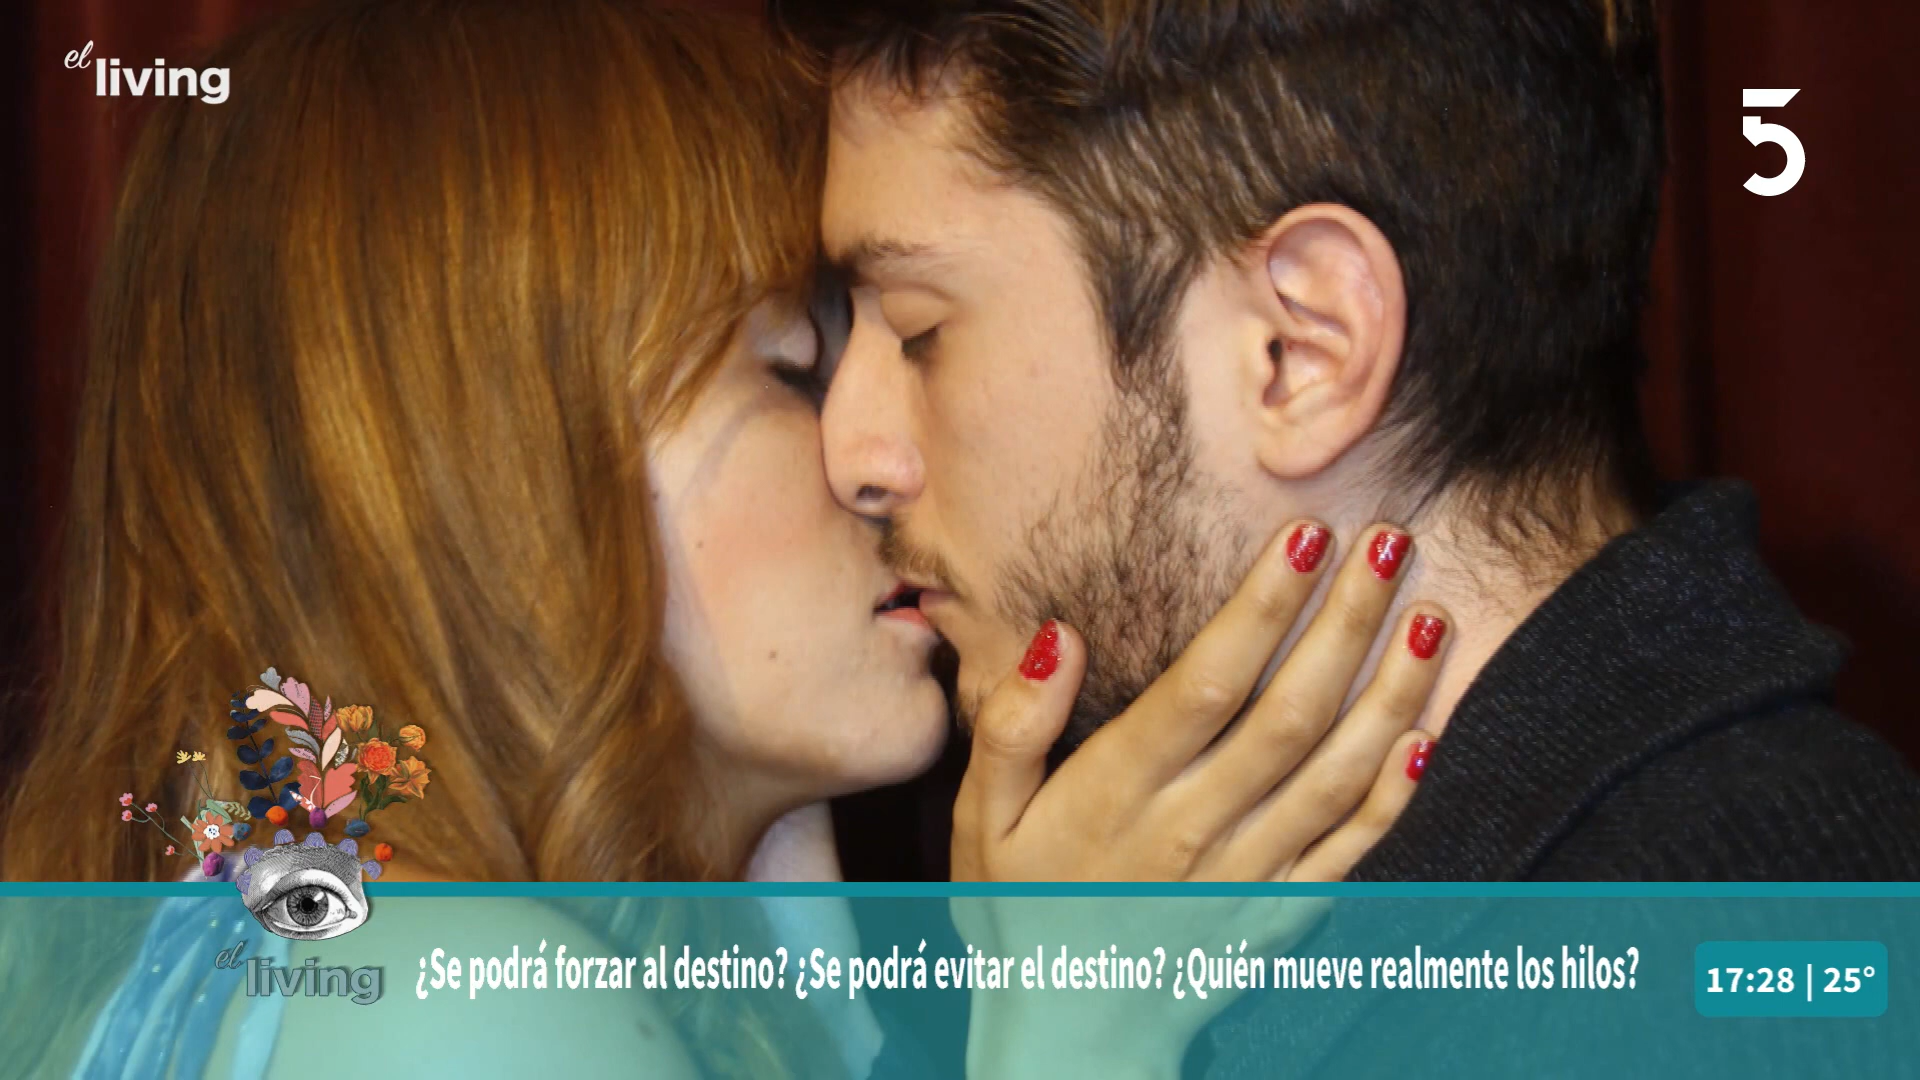 el
living
5
el
living
¿Se podrá forzar al destino? ¿Se podrá evitar el destino? ¿Quién mueve realmente los hilos?
17:28 | 25°